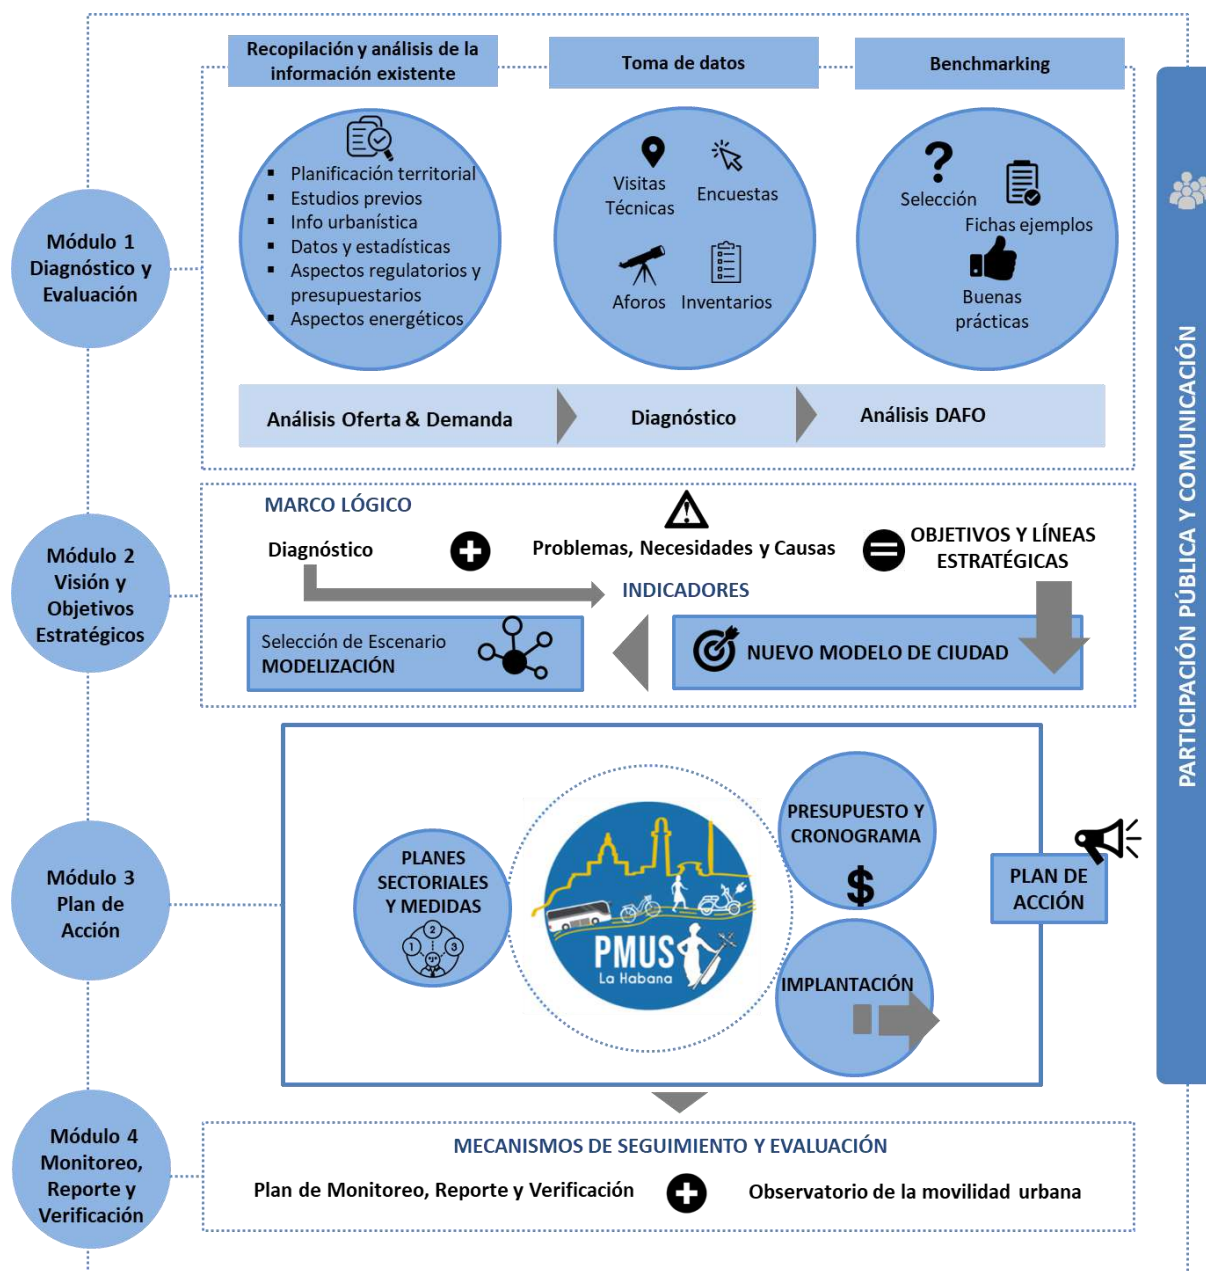 Recopilación y análisis de la
información existente
Toma de datos
Benchmarking
Módulo 1
Diagnóstico y
Evaluación
▪ Planificación territorial
▪ Estudios previos
▪ Info urbanística
▪ Datos y estadísticas
▪ Aspectos regulatorios y
presupuestarios
▪ Aspectos energéticos
Visitas
Técnicas
Encuestas
Aforos
Inventarios
?
Selección
Fichas ejemplos
Buenas
prácticas
Análisis Oferta & Demanda
Diagnóstico
Análisis DAFO
PARTICIPACIÓN PÚBLICA Y COMUNICACIÓN
Módulo 2
Visión y
Objetivos
Estratégicos
MARCO LÓGICO
Diagnóstico
+
Problemas, Necesidades y Causas
=
OBJETIVOS Y LÍNEAS
ESTRATÉGICAS
INDICADORES
Selección de Escenario
MODELIZACIÓN
NUEVO MODELO DE CIUDAD
Módulo 3
Plan de
Acción
PLANES
SECTORIALES
Y MEDIDAS
1 2 3
PMUS
La Habana
PRESUPUESTO Y
CRONOGRAMA
$
IMPLANTACIÓN
PLAN DE
ACCIÓN
Módulo 4
Monitoreo,
Reporte y
Verificación
MECANISMOS DE SEGUIMIENTO Y EVALUACIÓN
Plan de Monitoreo, Reporte y Verificación
+
Observatorio de la movilidad urbana